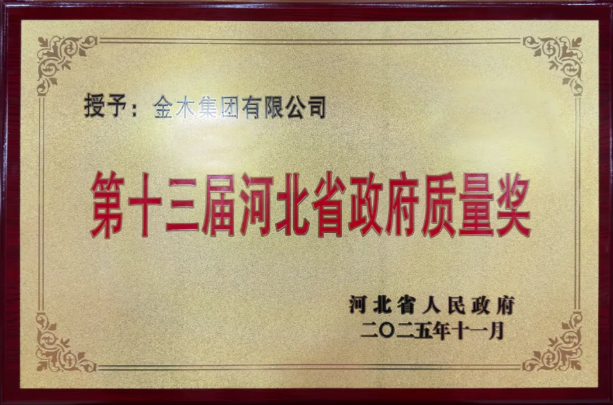 授予：金木集团有限公司
第十三届河北省政府质量奖
河北省人民政府
二〇二五年十一月